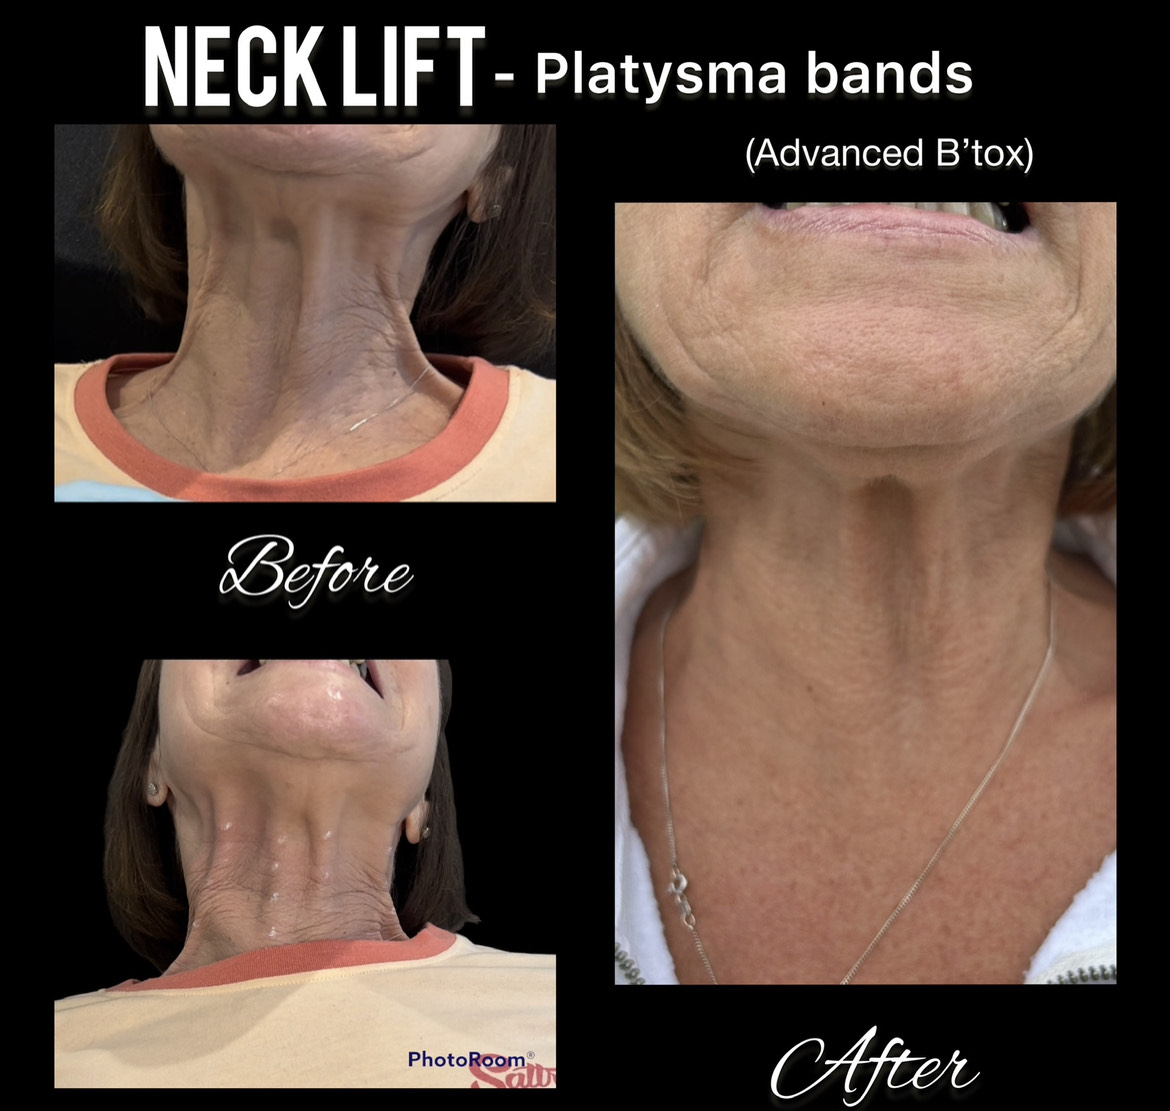 NECK LIFT - Platysma bands
(Advanced B'tox)
Before
PhotoRoom®
After